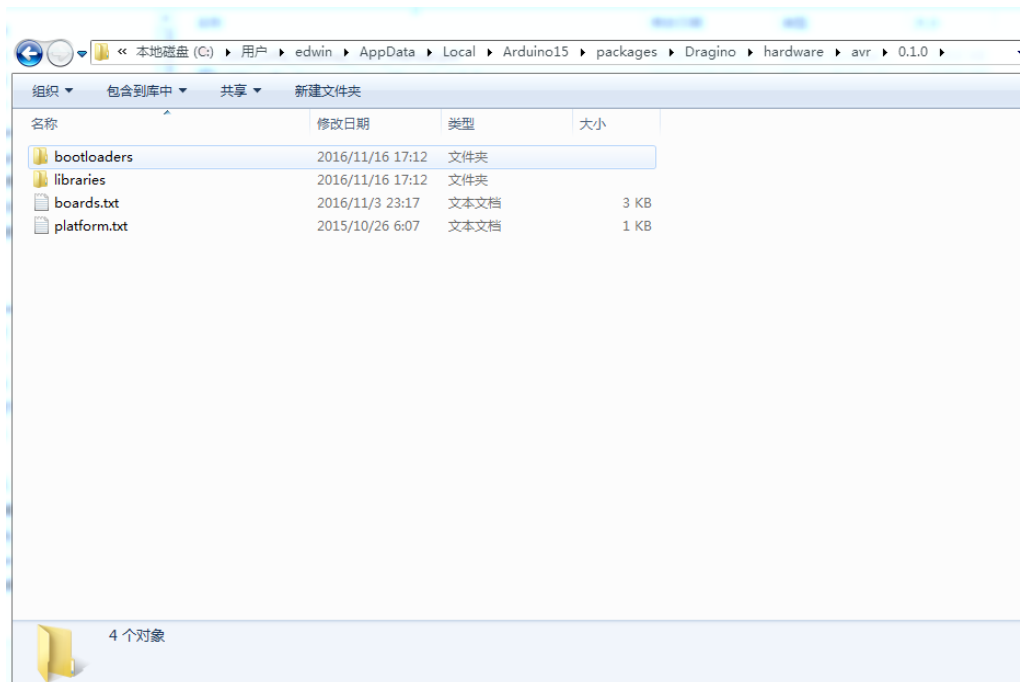 « 本地磁盘 (C:) ▸ 用户 ▸ edwin ▸ AppData ▸ Local ▸ Arduino15 ▸ packages ▸ Dragino ▸ hardware ▸ avr ▸ 0.1.0 ▸
组织 包含到库中 共享 新建文件夹
名称 修改日期 类型 大小
bootloaders 2016/11/16 17:12 文件夹
libraries 2016/11/16 17:12 文件夹
boards.txt 2016/11/3 23:17 文本文档 3 KB
platform.txt 2015/10/26 6:07 文本文档 1 KB
4 个对象